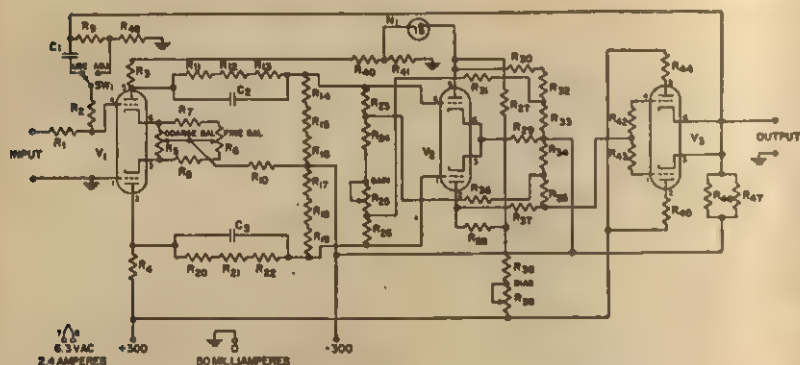 N1
R9
R48
C1
SW1
R3
R11
R12
R13
C2
R40
R41
R30
R31
R32
R2
R14
R23
R27
R33
R44
R7
COARSE BAL
FINE BAL
R15
R24
R29
R42
V1
R5
R6
V2
R34
V3
OUTPUT
R1
INPUT
R8
R10
R16
R17
GAIN
R25
R36
R35
R43
R18
R26
R37
R46
R47
C3
R19
R28
R4
R20
R21
R22
R38
BIAS
R39
6.3 VAC
2.4 AMPERES
+300
0
50 MILLIAMPERES
-300